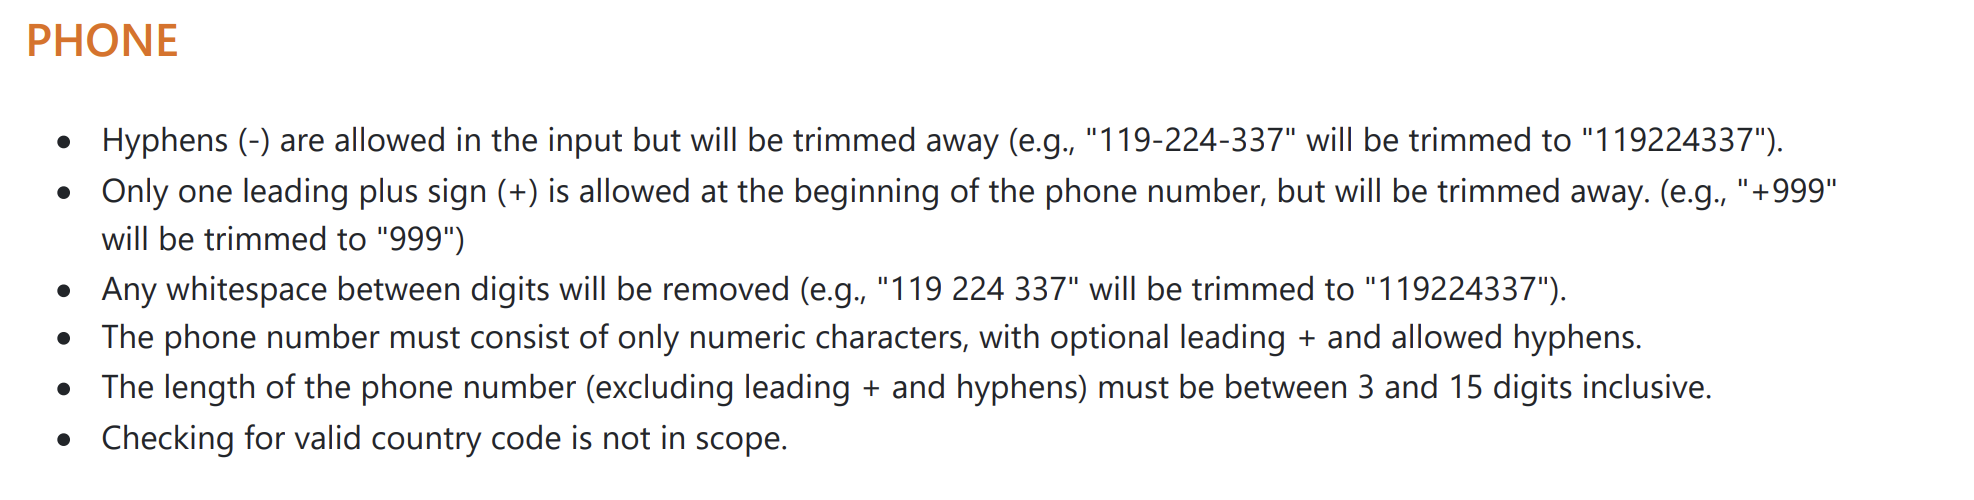 PHONE
● Hyphens (-) are allowed in the input but will be trimmed away (e.g., "119-224-337" will be trimmed to "119224337").
● Only one leading plus sign (+) is allowed at the beginning of the phone number, but will be trimmed away. (e.g., "+999"
will be trimmed to "999")
● Any whitespace between digits will be removed (e.g., "119 224 337" will be trimmed to "119224337").
● The phone number must consist of only numeric characters, with optional leading + and allowed hyphens.
● The length of the phone number (excluding leading + and hyphens) must be between 3 and 15 digits inclusive.
● Checking for valid country code is not in scope.